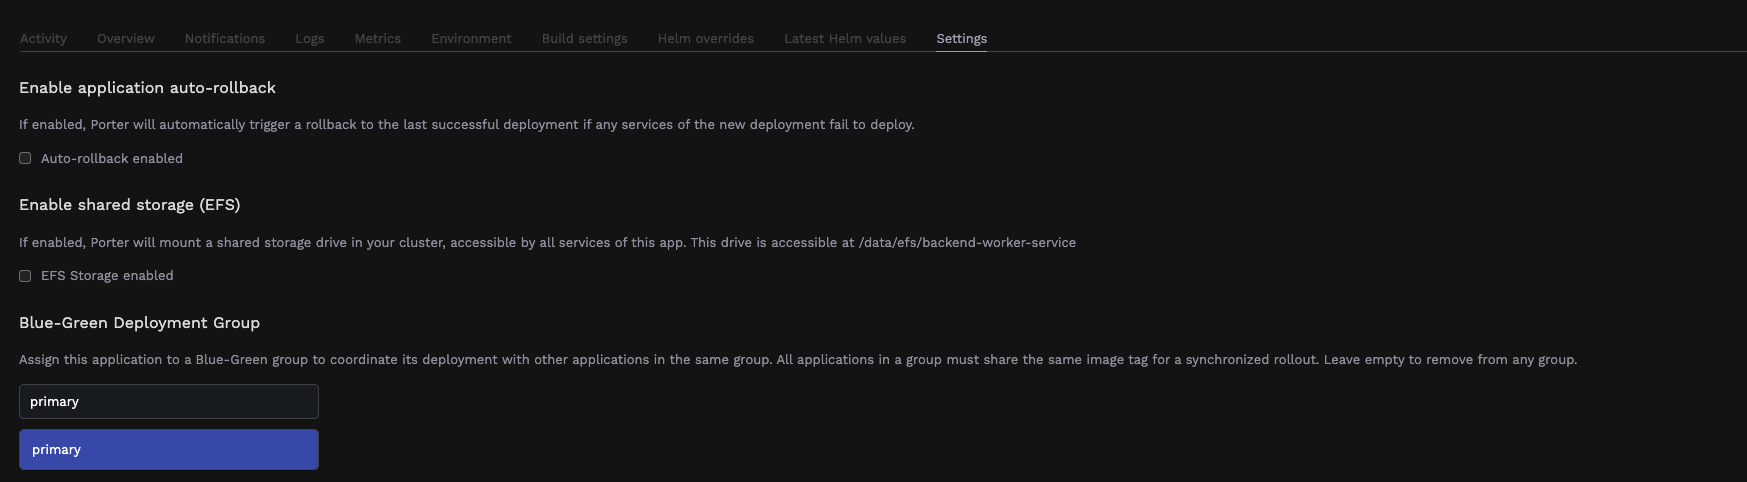 Activity Overview Notifications Logs Metrics Environment Build settings Helm overrides Latest Helm values Settings
Enable application auto-rollback
If enabled, Porter will automatically trigger a rollback to the last successful deployment if any services of the new deployment fail to deploy.
Auto-rollback enabled
Enable shared storage (EFS)
If enabled, Porter will mount a shared storage drive in your cluster, accessible by all services of this app. This drive is accessible at /data/efs/backend-worker-service
EFS Storage enabled
Blue-Green Deployment Group
Assign this application to a Blue-Green group to coordinate its deployment with other applications in the same group. All applications in a group must share the same image tag for a synchronized rollout. Leave empty to remove from any group.
primary
primary